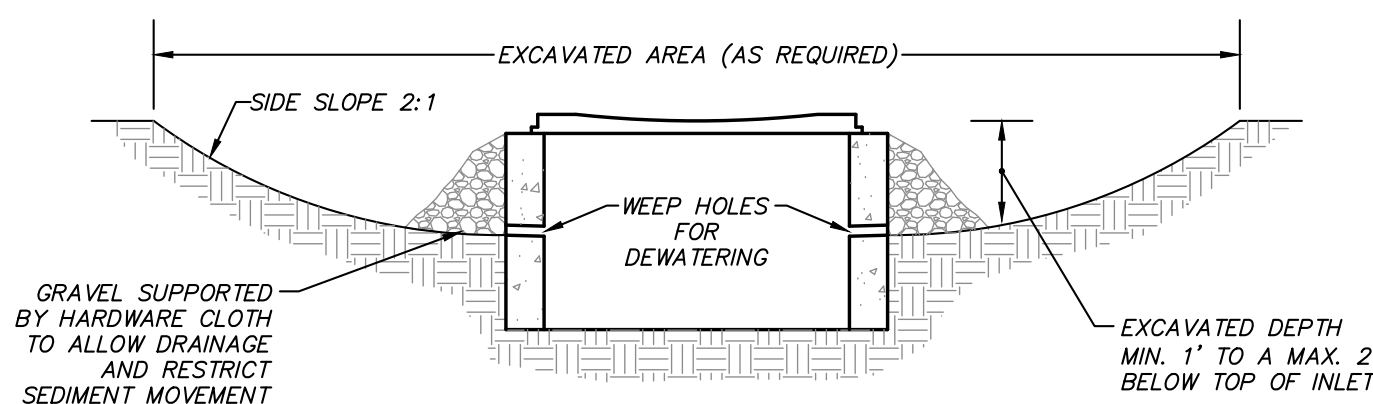 EXCAVATED AREA (AS REQUIRED)
SIDE SLOPE 2:1
WEEP HOLES
FOR
DEWATERING
GRAVEL SUPPORTED
BY HARDWARE CLOTH
TO ALLOW DRAINAGE
AND RESTRICT
SEDIMENT MOVEMENT
EXCAVATED DEPTH
MIN. 1' TO A MAX. 2
BELOW TOP OF INLET